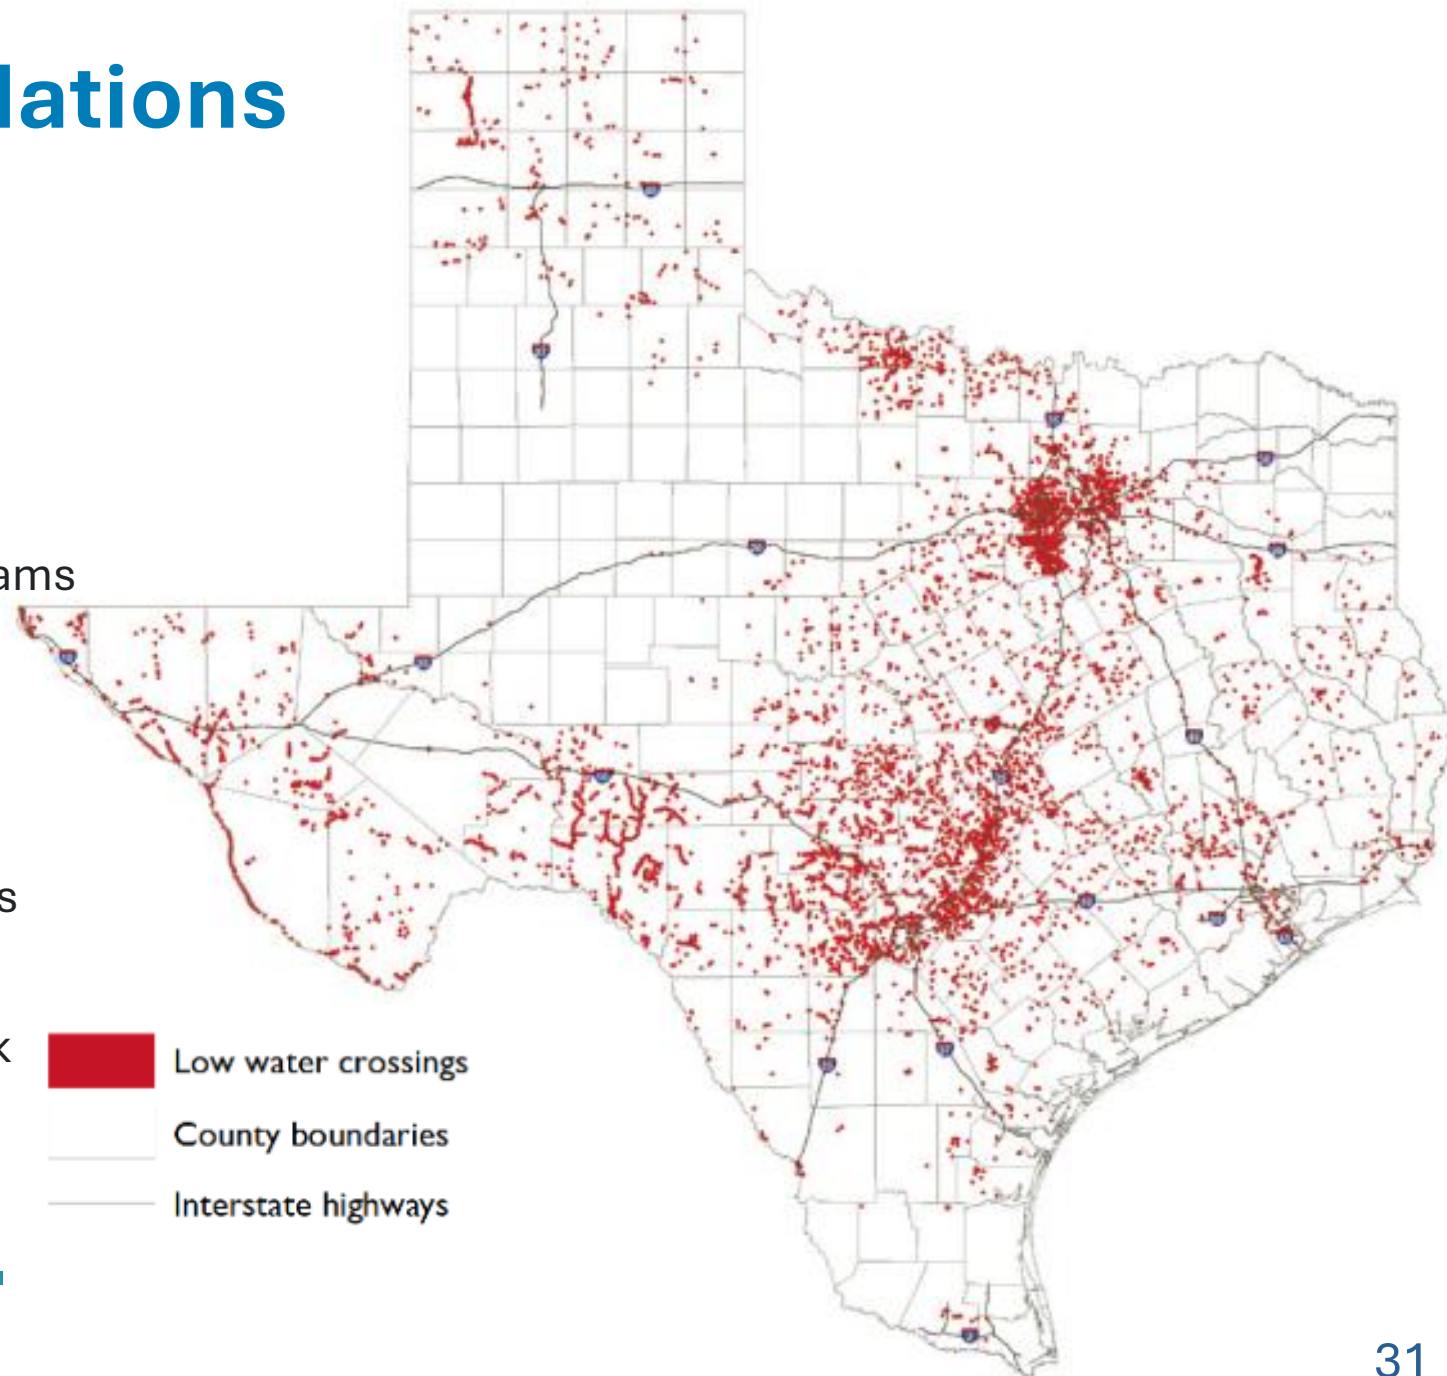 lations
ams
s
k
Low water crossings
County boundaries
Interstate highways
31